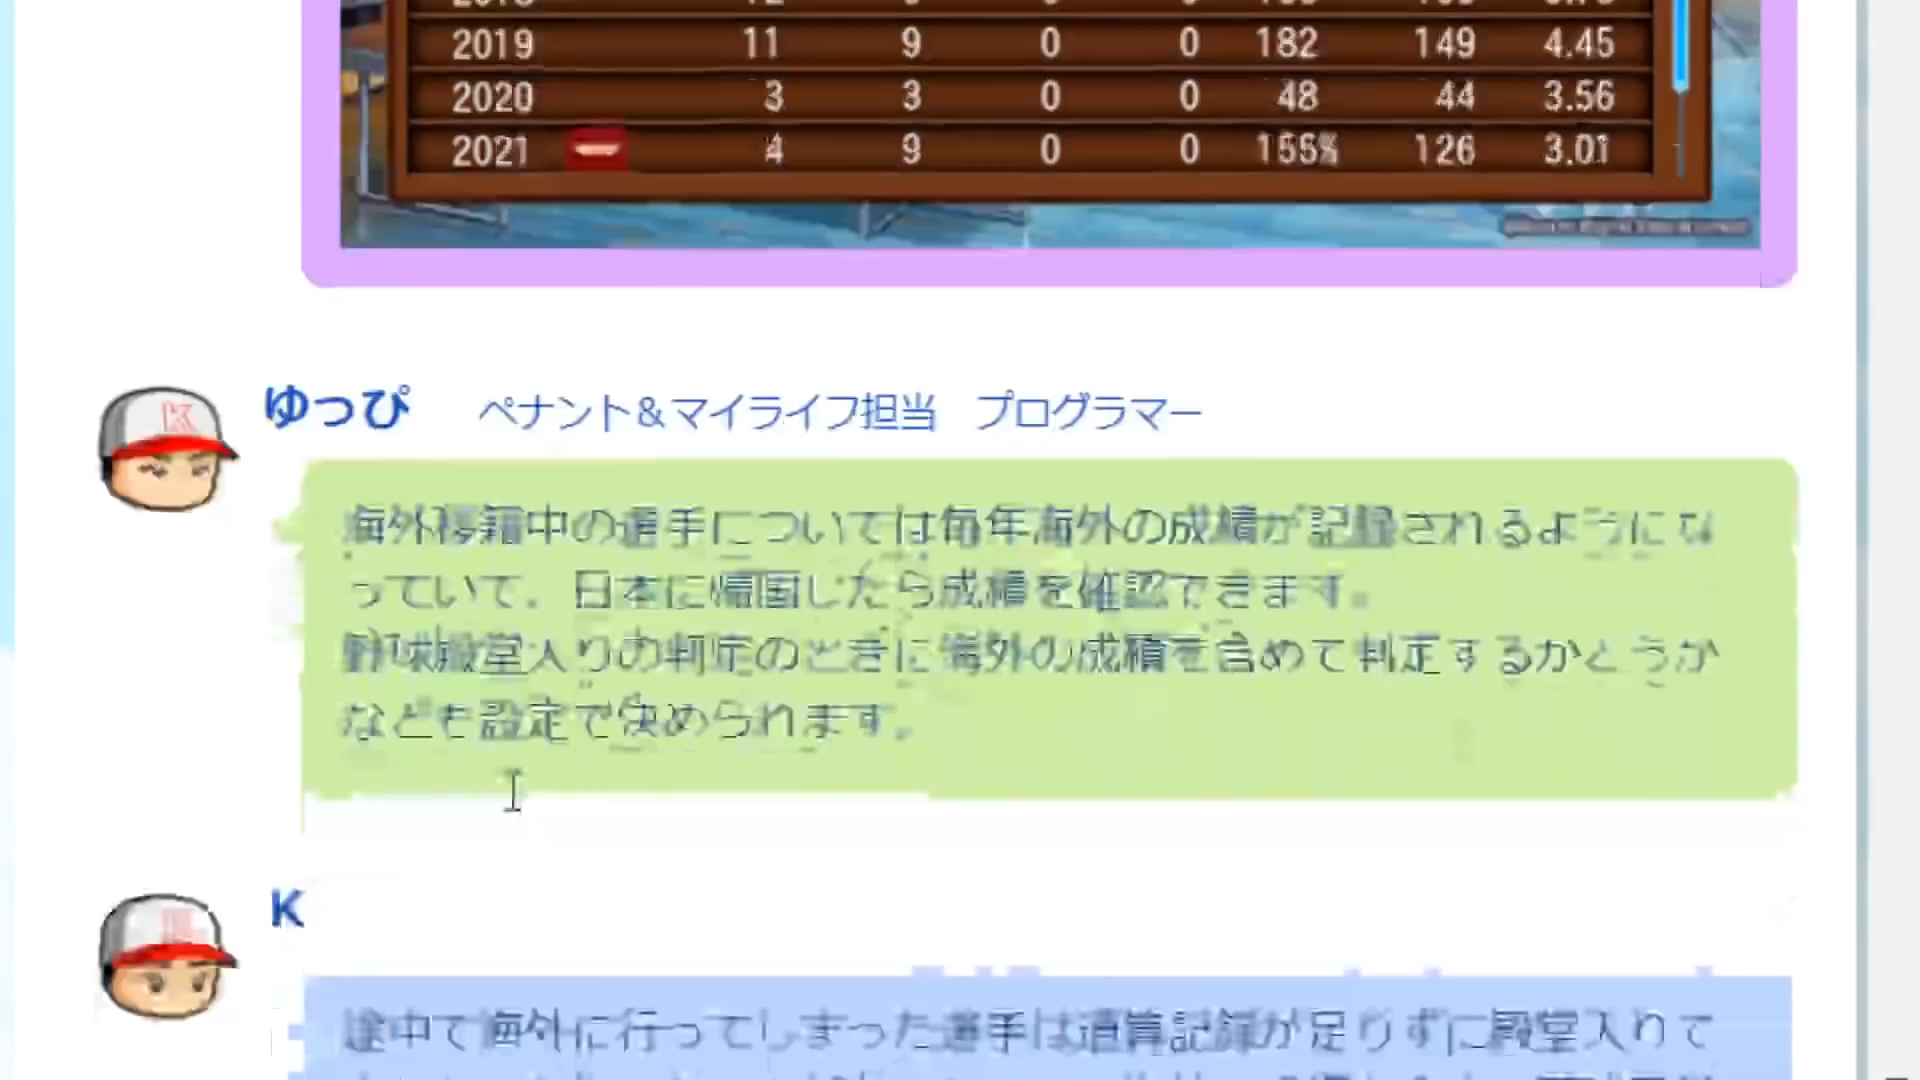 2019 11 9 0 0 182 149 4.45
2020 3 3 0 0 48 44 3.56
2021 4 9 0 0 155⅔ 126 3.01
ゆっぴ ペナント&マイライフ担当 プログラマー
海外移籍中の選手については毎年海外の成績が記録されるようにな
っていて、日本に帰国したら成績を確認できます。
野球殿堂入りの判定のときに海外の成績を含めて判定するかどうか
なども設定で決められます。
K
途中で海外に行ってしまった選手は通算記録が足りずに殿堂入りで